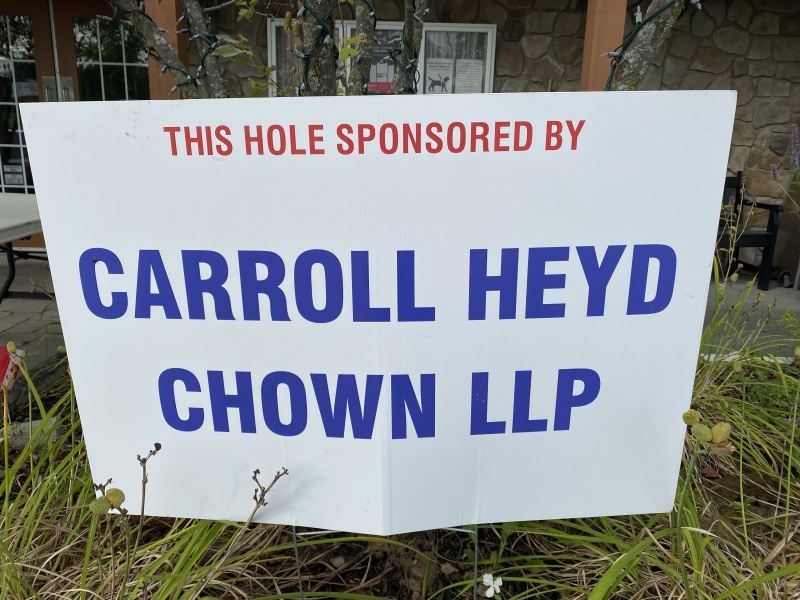 THIS HOLE SPONSORED BY
CARROLL HEYD
CHOWN LLP